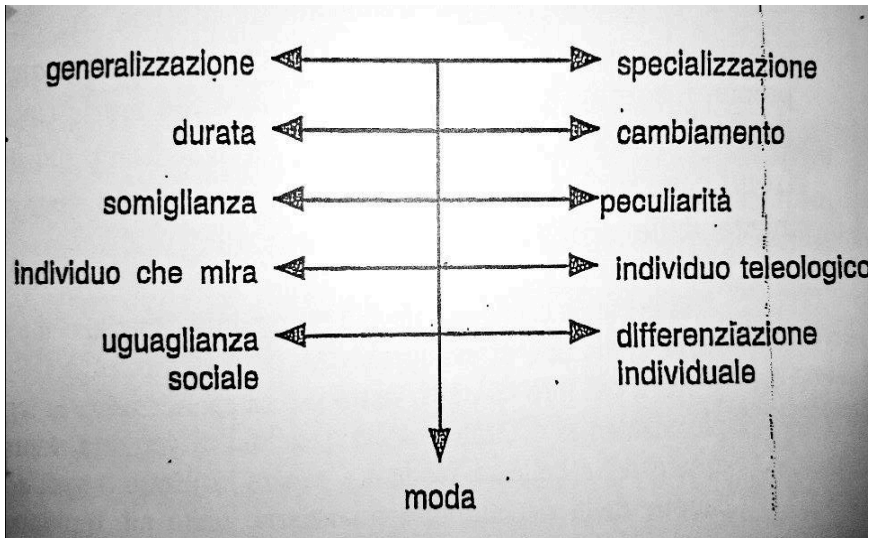 generalizzazione specializzazione
durata cambiamento
somiglianza peculiarità
individuo che mira individuo teleologico
uguaglianza differenziazione
sociale individuale
moda